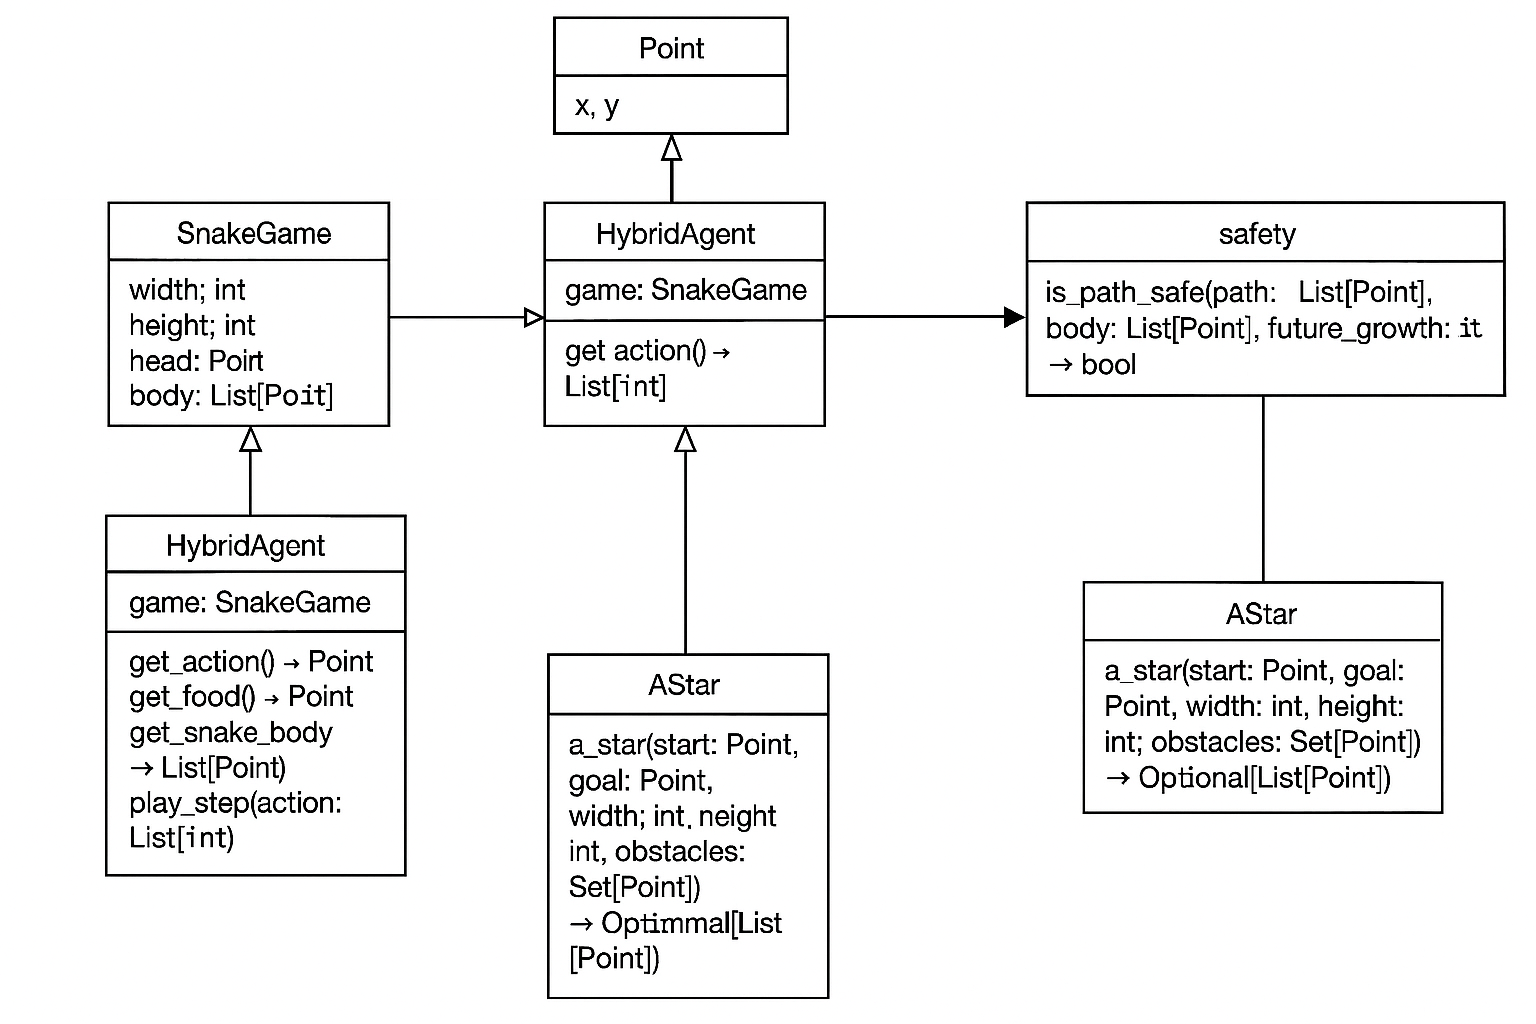 Point
x, y
SnakeGame
width; int
height; int
head: Poirt
body: List[Poit]
HybridAgent
game: SnakeGame
get action() →
List[int]
safety
is_path_safe(path: List[Point],
body: List[Point], future_growth: it
→ bool
HybridAgent
game: SnakeGame
get_action() → Point
get_food() → Point
get_snake_body
→ List[Point)
play_step(action:
List[int)
AStar
a_star(start: Point,
goal: Point,
width; int. neight
int, obstacles:
Set[Point])
→ Optimmal[List
[Point])
AStar
a_star(start: Point, goal:
Point, width: int, height:
int; obstacles: Set[Point])
→ Optional[List[Point])